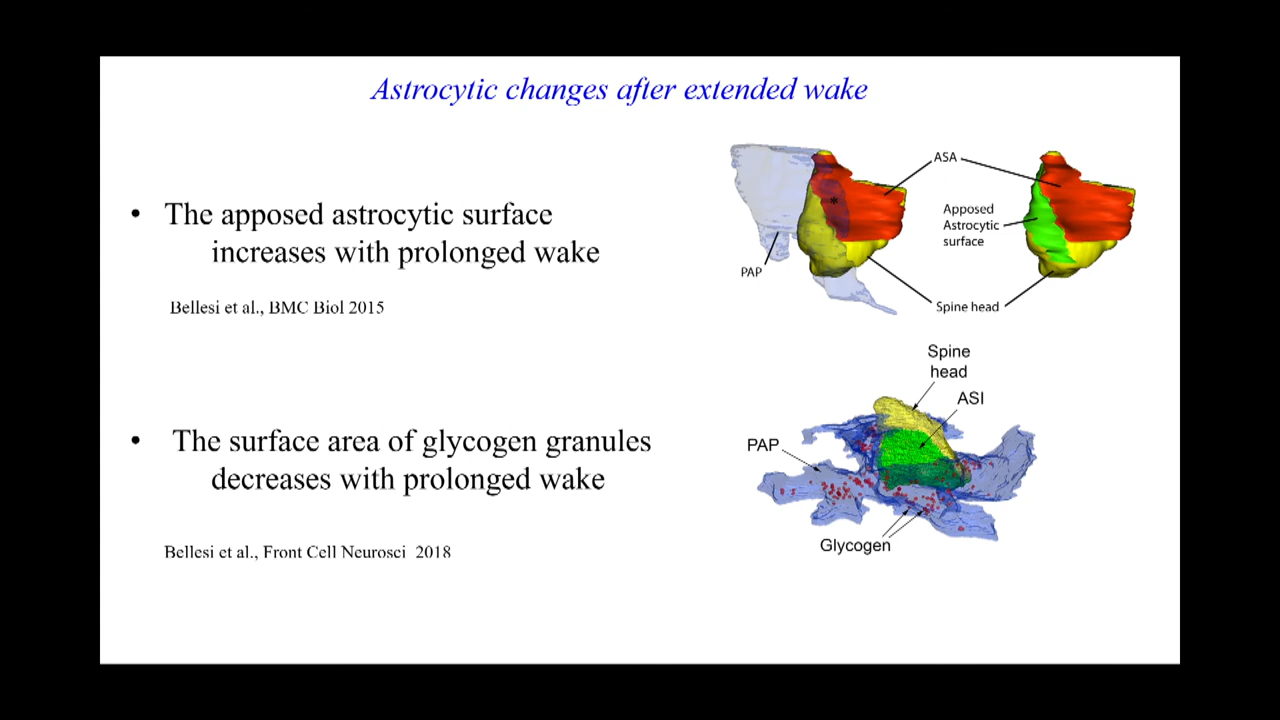 Astrocytic changes after extended wake
• The apposed astrocytic surface
increases with prolonged wake
Bellesi et al., BMC Biol 2015
• The surface area of glycogen granules
decreases with prolonged wake
Bellesi et al., Front Cell Neurosci 2018
ASA
*
Apposed
Astrocytic
surface
PAP
Spine head
Spine
head
ASI
PAP
Glycogen